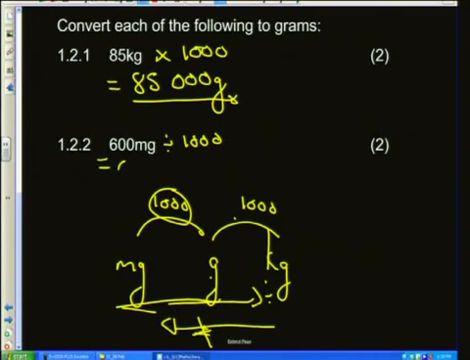 Convert each of the following to grams:
1.2.1 85kg × 1000 (2)
= 85 000g
1.2.2 600mg ÷ 1000 (2)
=
1000 1000
mg g kg
÷
×
start